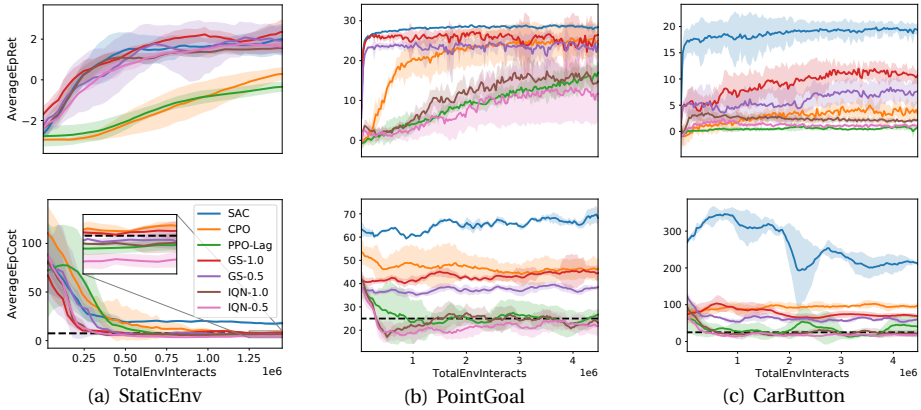 AverageEpRet
2
0
−2
30
20
10
0
20
15
10
5
0
AverageEpCost
100
50
0
SAC
CPO
PPO-Lag
GS-1.0
GS-0.5
IQN-1.0
IQN-0.5
0.25 0.50 0.75 1.00 1.25
TotalEnvInteracts 1e6
70
60
50
40
30
20
1 2 3 4
TotalEnvInteracts 1e6
300
200
100
0
1 2 3 4
TotalEnvInteracts 1e6
(a) StaticEnv
(b) PointGoal
(c) CarButton